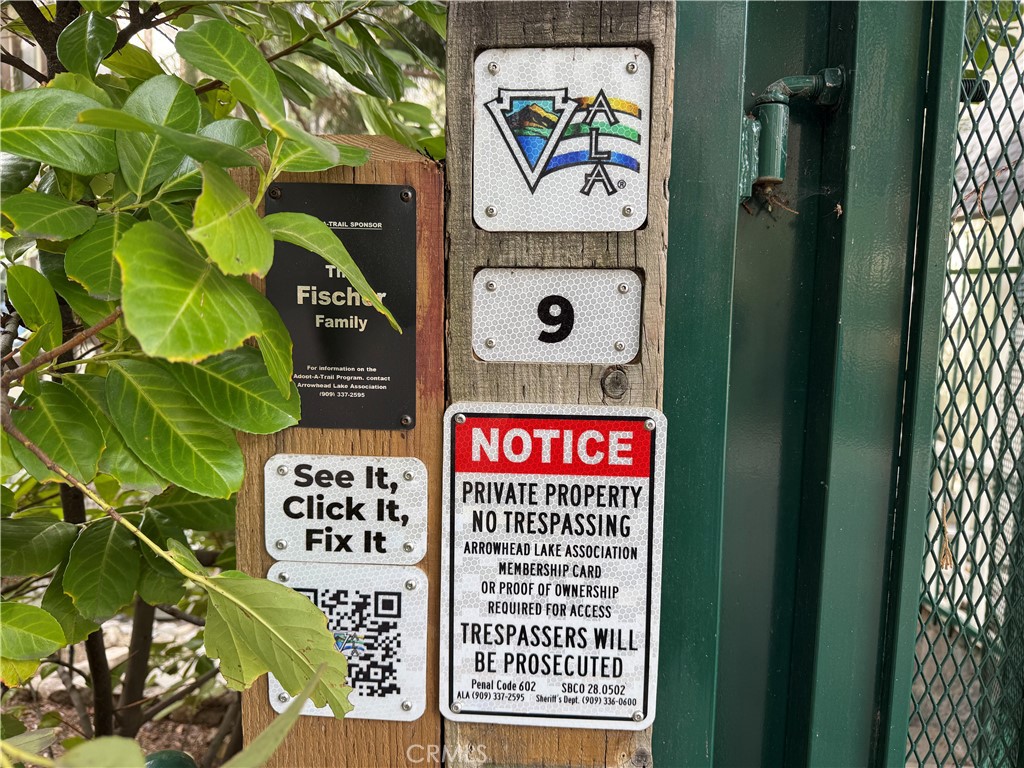 ALA
®
9
A-TRAIL SPONSOR
Fischer
Family
For information on the
Adopt-A-Trail Program, contact
Arrowhead Lake Association
(909) 337-2595
See It,
Click It,
Fix It
NOTICE
PRIVATE PROPERTY
NO TRESPASSING
ARROWHEAD LAKE ASSOCIATION
MEMBERSHIP CARD
OR PROOF OF OWNERSHIP
REQUIRED FOR ACCESS
TRESPASSERS WILL
BE PROSECUTED
Penal Code 602 SBCO 28.0502
ALA (909) 337-2595 Sheriff's Dept. (909) 336-0600
CRMLS